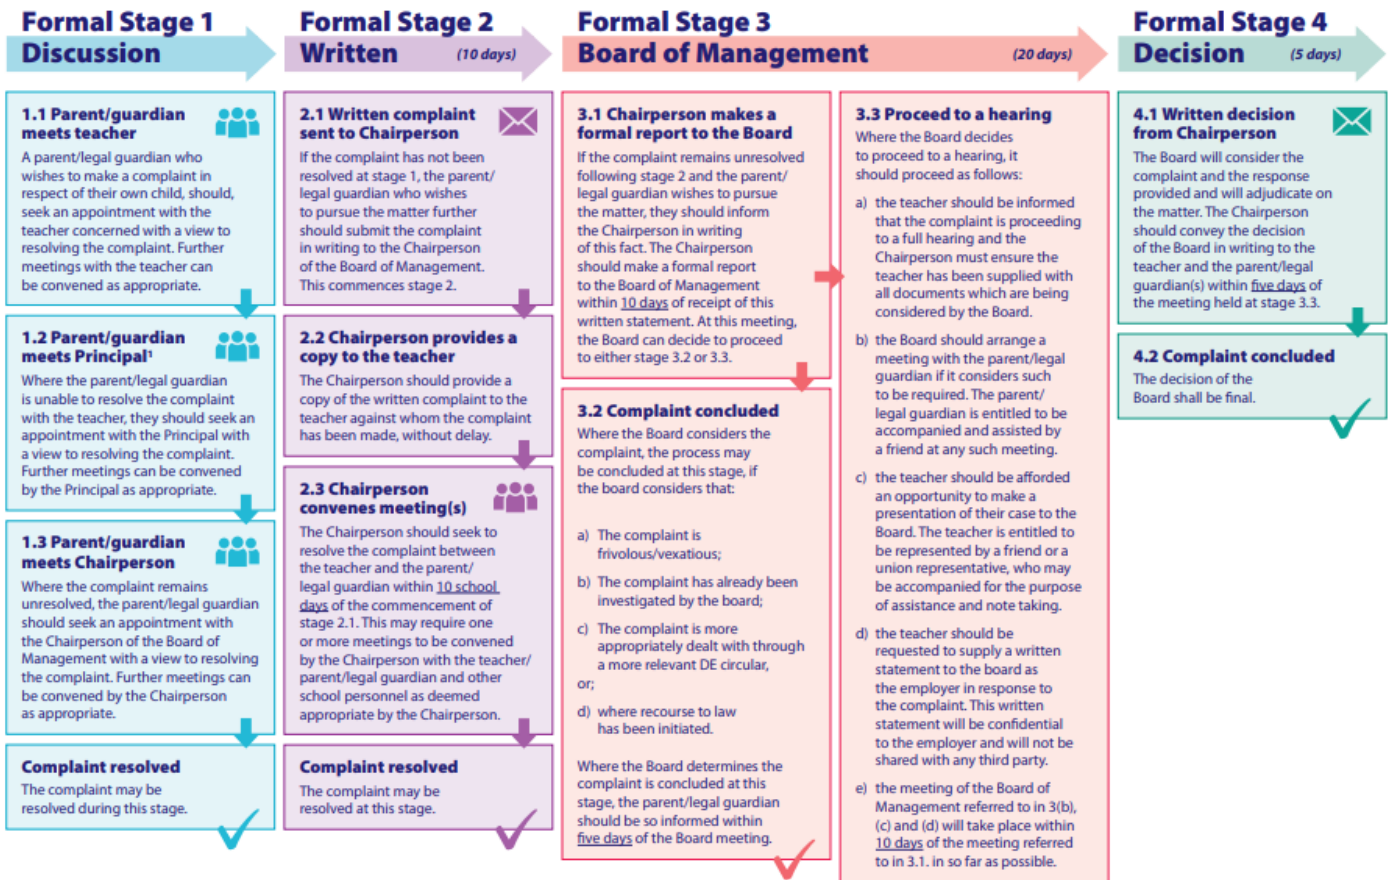 Formal Stage 1
Discussion
1.1 Parent/guardian
meets teacher
A parent/legal guardian who
wishes to make a complaint in
respect of their own child, should,
seek an appointment with the
teacher concerned with a view to
resolving the complaint. Further
meetings with the teacher can
be convened as appropriate.
1.2 Parent/guardian
meets Principal¹
Where the parent/legal guardian
is unable to resolve the complaint
with the teacher, they should seek an
appointment with the Principal with
a view to resolving the complaint.
Further meetings can be convened
by the Principal as appropriate.
1.3 Parent/guardian
meets Chairperson
Where the complaint remains
unresolved, the parent/legal guardian
should seek an appointment with
the Chairperson of the Board of
Management with a view to resolving
the complaint. Further meetings can
be convened by the Chairperson
as appropriate.
Complaint resolved
The complaint may be
resolved during this stage.
Formal Stage 2
Written (10 days)
2.1 Written complaint
sent to Chairperson
If the complaint has not been
resolved at stage 1, the parent/
legal guardian who wishes
to pursue the matter further
should submit the complaint
in writing to the Chairperson
of the Board of Management.
This commences stage 2.
2.2 Chairperson provides a
copy to the teacher
The Chairperson should provide a
copy of the written complaint to the
teacher against whom the complaint
has been made, without delay.
2.3 Chairperson
convenes meeting(s)
The Chairperson should seek to
resolve the complaint between
the teacher and the parent/
legal guardian within 10 school
days of the commencement of
stage 2.1. This may require one
or more meetings to be convened
by the Chairperson with the teacher/
parent/legal guardian and other
school personnel as deemed
appropriate by the Chairperson.
Complaint resolved
The complaint may be
resolved at this stage.
Formal Stage 3
Board of Management (20 days)
3.1 Chairperson makes a
formal report to the Board
If the complaint remains unresolved
following stage 2 and the parent/
legal guardian wishes to pursue
the matter, they should inform
the Chairperson in writing
of this fact. The Chairperson
should make a formal report
to the Board of Management
within 10 days of receipt of this
written statement. At this meeting,
the Board can decide to proceed
to either stage 3.2 or 3.3.
3.2 Complaint concluded
Where the Board considers the
complaint, the process may
be concluded at this stage, if
the board considers that:
a) The complaint is
frivolous/vexatious;
b) The complaint has already been
investigated by the board;
c) The complaint is more
appropriately dealt with through
a more relevant DE circular,
or;
d) where recourse to law
has been initiated.
Where the Board determines the
complaint is concluded at this
stage, the parent/legal guardian
should be so informed within
five days of the Board meeting.
3.3 Proceed to a hearing
Where the Board decides
to proceed to a hearing, it
should proceed as follows:
a) the teacher should be informed
that the complaint is proceeding
to a full hearing and the
Chairperson must ensure the
teacher has been supplied with
all documents which are being
considered by the Board.
b) the Board should arrange a
meeting with the parent/legal
guardian if it considers such
to be required. The parent/
legal guardian is entitled to be
accompanied and assisted by
a friend at any such meeting.
c) the teacher should be afforded
an opportunity to make a
presentation of their case to the
Board. The teacher is entitled to
be represented by a friend or a
union representative, who may
be accompanied for the purpose
of assistance and note taking.
d) the teacher should be
requested to supply a written
statement to the board as
the employer in response to
the complaint. This written
statement will be confidential
to the employer and will not be
shared with any third party.
e) the meeting of the Board of
Management referred to in 3(b),
(c) and (d) will take place within
10 days of the meeting referred
to in 3.1. in so far as possible.
Formal Stage 4
Decision (5 days)
4.1 Written decision
from Chairperson
The Board will consider the
complaint and the response
provided and will adjudicate on
the matter. The Chairperson
should convey the decision
of the Board in writing to the
teacher and the parent/legal
guardian(s) within five days of
the meeting held at stage 3.3.
4.2 Complaint concluded
The decision of the
Board shall be final.